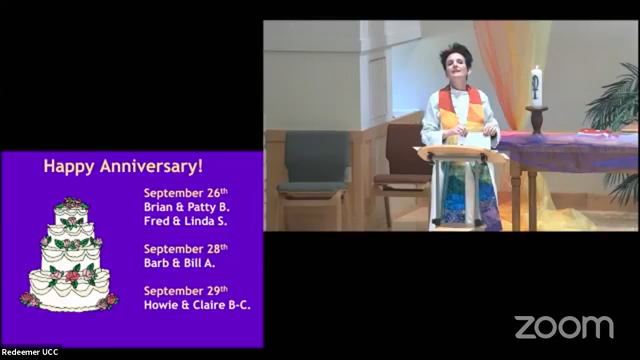 Happy Anniversary!
September 26th
Brian & Patty B.
Fred & Linda S.
September 28th
Barb & Bill A.
September 29th
Howie & Claire B-C.
Redeemer UCC
zoom